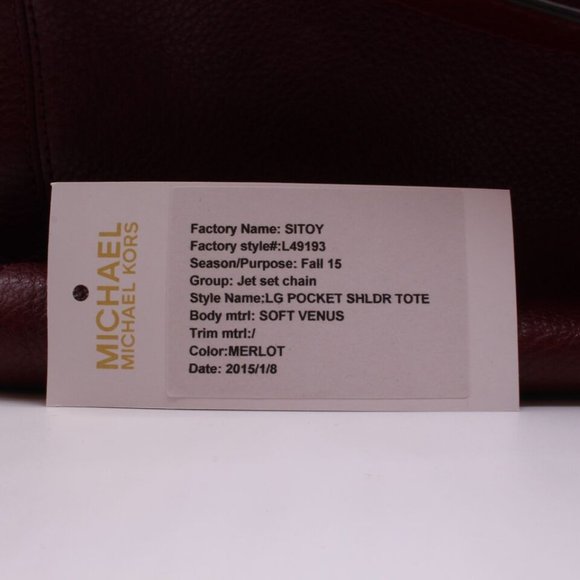 MICHAEL
MICHAEL KORS
Factory Name: SITOY
Factory style#:L49193
Season/Purpose: Fall 15
Group: Jet set chain
Style Name:LG POCKET SHLDR TOTE
Body mtrl: SOFT VENUS
Trim mtrl:/
Color:MERLOT
Date: 2015/1/8